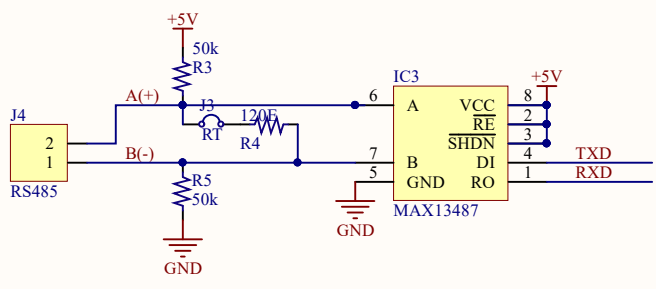 +5V
50k
R3
IC3
+5V
J4
A(+)
J3
120E
6
A
VCC
8
RE
2
RT
R4
SHDN
3
2
B(-)
7
B
DI
4
TXD
1
RS485
R5
50k
5
GND
RO
1
RXD
MAX13487
GND
GND